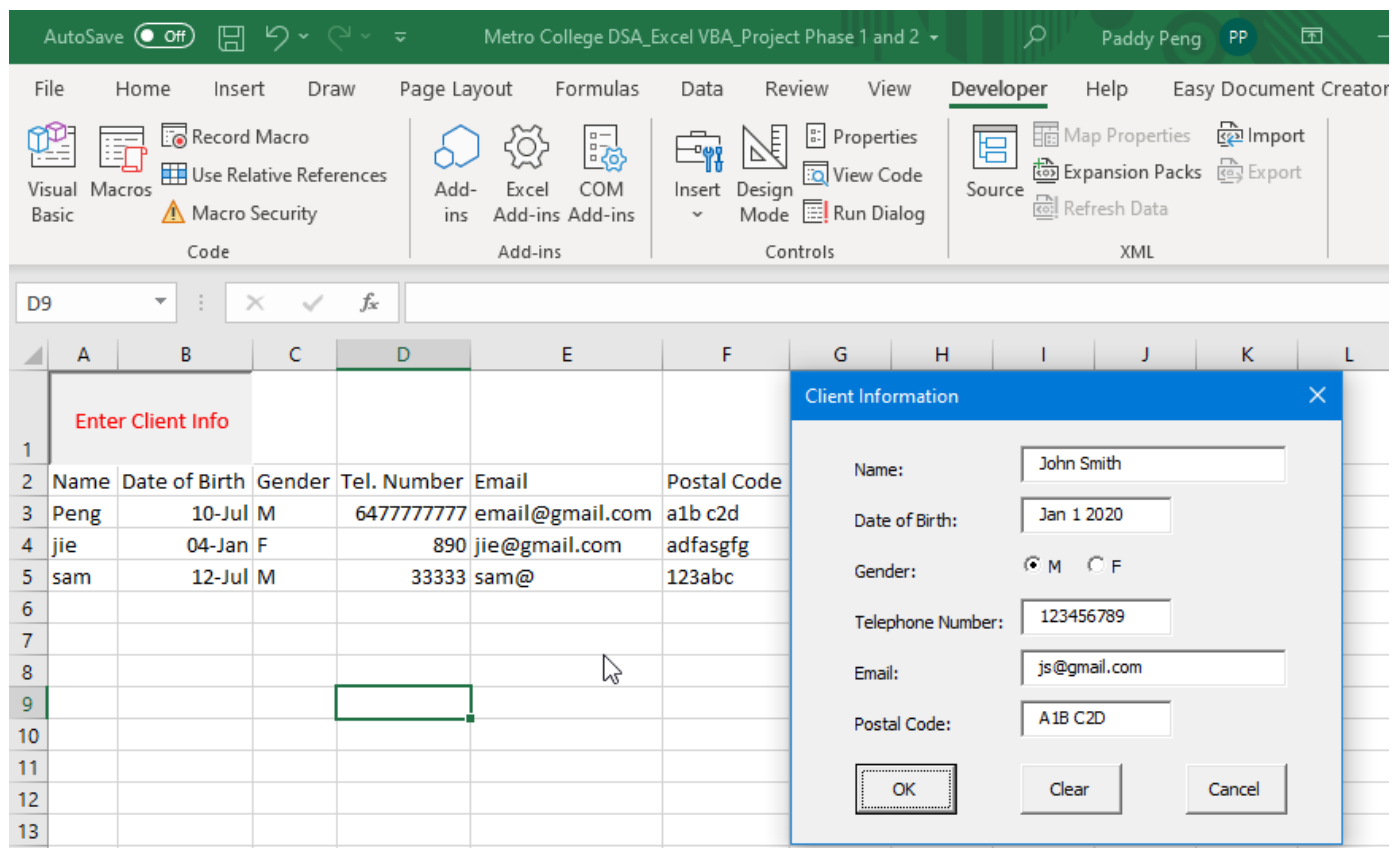 AutoSave Off Metro College DSA_Excel VBA_Project Phase 1 and 2 Paddy Peng PP
File Home Insert Draw Page Layout Formulas Data Review View Developer Help Easy Document Creator
Record Macro Properties Map Properties Import
Use Relative References View Code Expansion Packs Export
Visual Basic Macros Macro Security Add-ins Excel Add-ins COM Add-ins Insert Design Mode Run Dialog Source Refresh Data
Code Add-ins Controls XML
D9 fx
A B C D E F G H I J K L
1 Enter Client Info
2 Name Date of Birth Gender Tel. Number Email Postal Code
3 Peng 10-Jul M 6477777777 email@gmail.com a1b c2d
4 jie 04-Jan F 890 jie@gmail.com adfasgfg
5 sam 12-Jul M 33333 sam@ 123abc
6
7
8
9
10
11
12
13
Client Information
Name: John Smith
Date of Birth: Jan 1 2020
Gender: M F
Telephone Number: 123456789
Email: js@gmail.com
Postal Code: A1B C2D
OK Clear Cancel